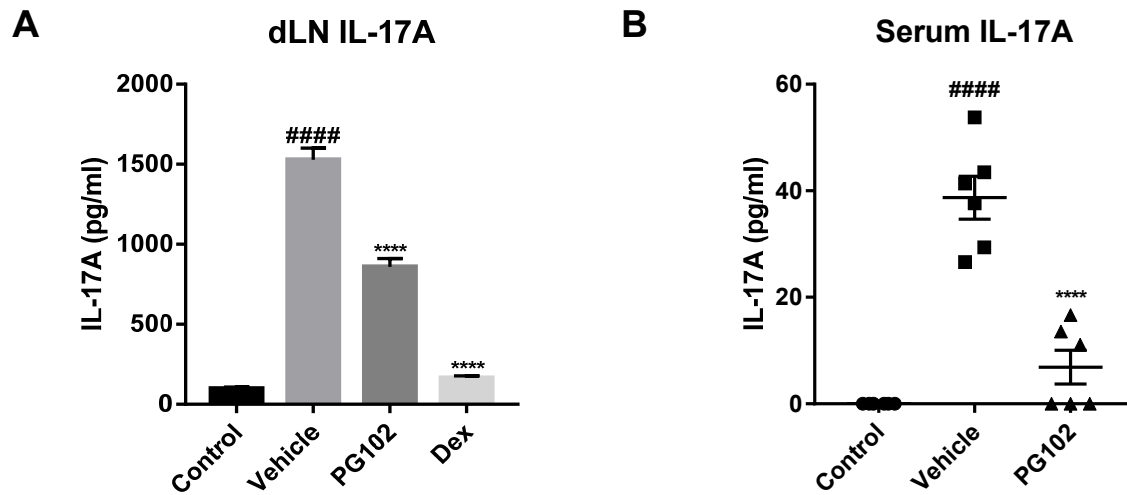 A
dLN IL-17A
IL-17A (pg/ml)
2000
1500
1000
500
0
####
****
****
Control
Vehicle
PG102
Dex
B
Serum IL-17A
IL-17A (pg/ml)
60
40
20
0
####
****
Control
Vehicle
PG102